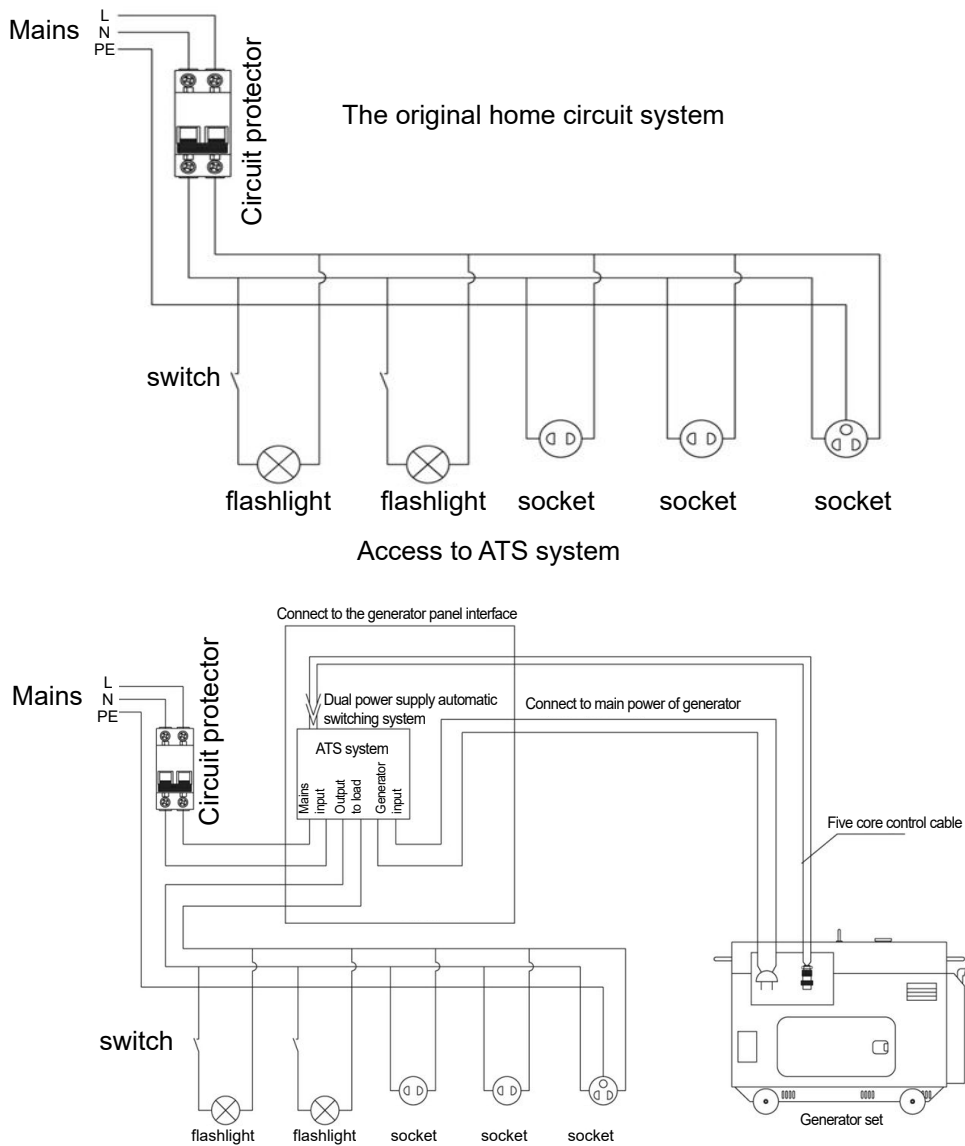 L
Mains
N
PE
Circuit protector
The original home circuit system
switch
flashlight
flashlight
socket
socket
socket
Access to ATS system
Connect to the generator panel interface
L
Mains
N
PE
Circuit protector
Dual power supply automatic
switching system
Connect to main power of generator
ATS system
Mains
input
Output
to load
Generator
input
Five core control cable
switch
flashlight
flashlight
socket
socket
socket
Generator set